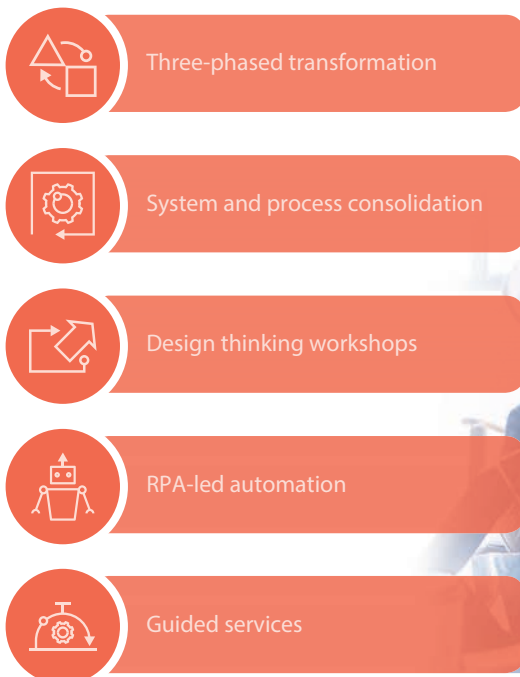 Three-phased transformation
System and process consolidation
Design thinking workshops
RPA-led automation
Guided services